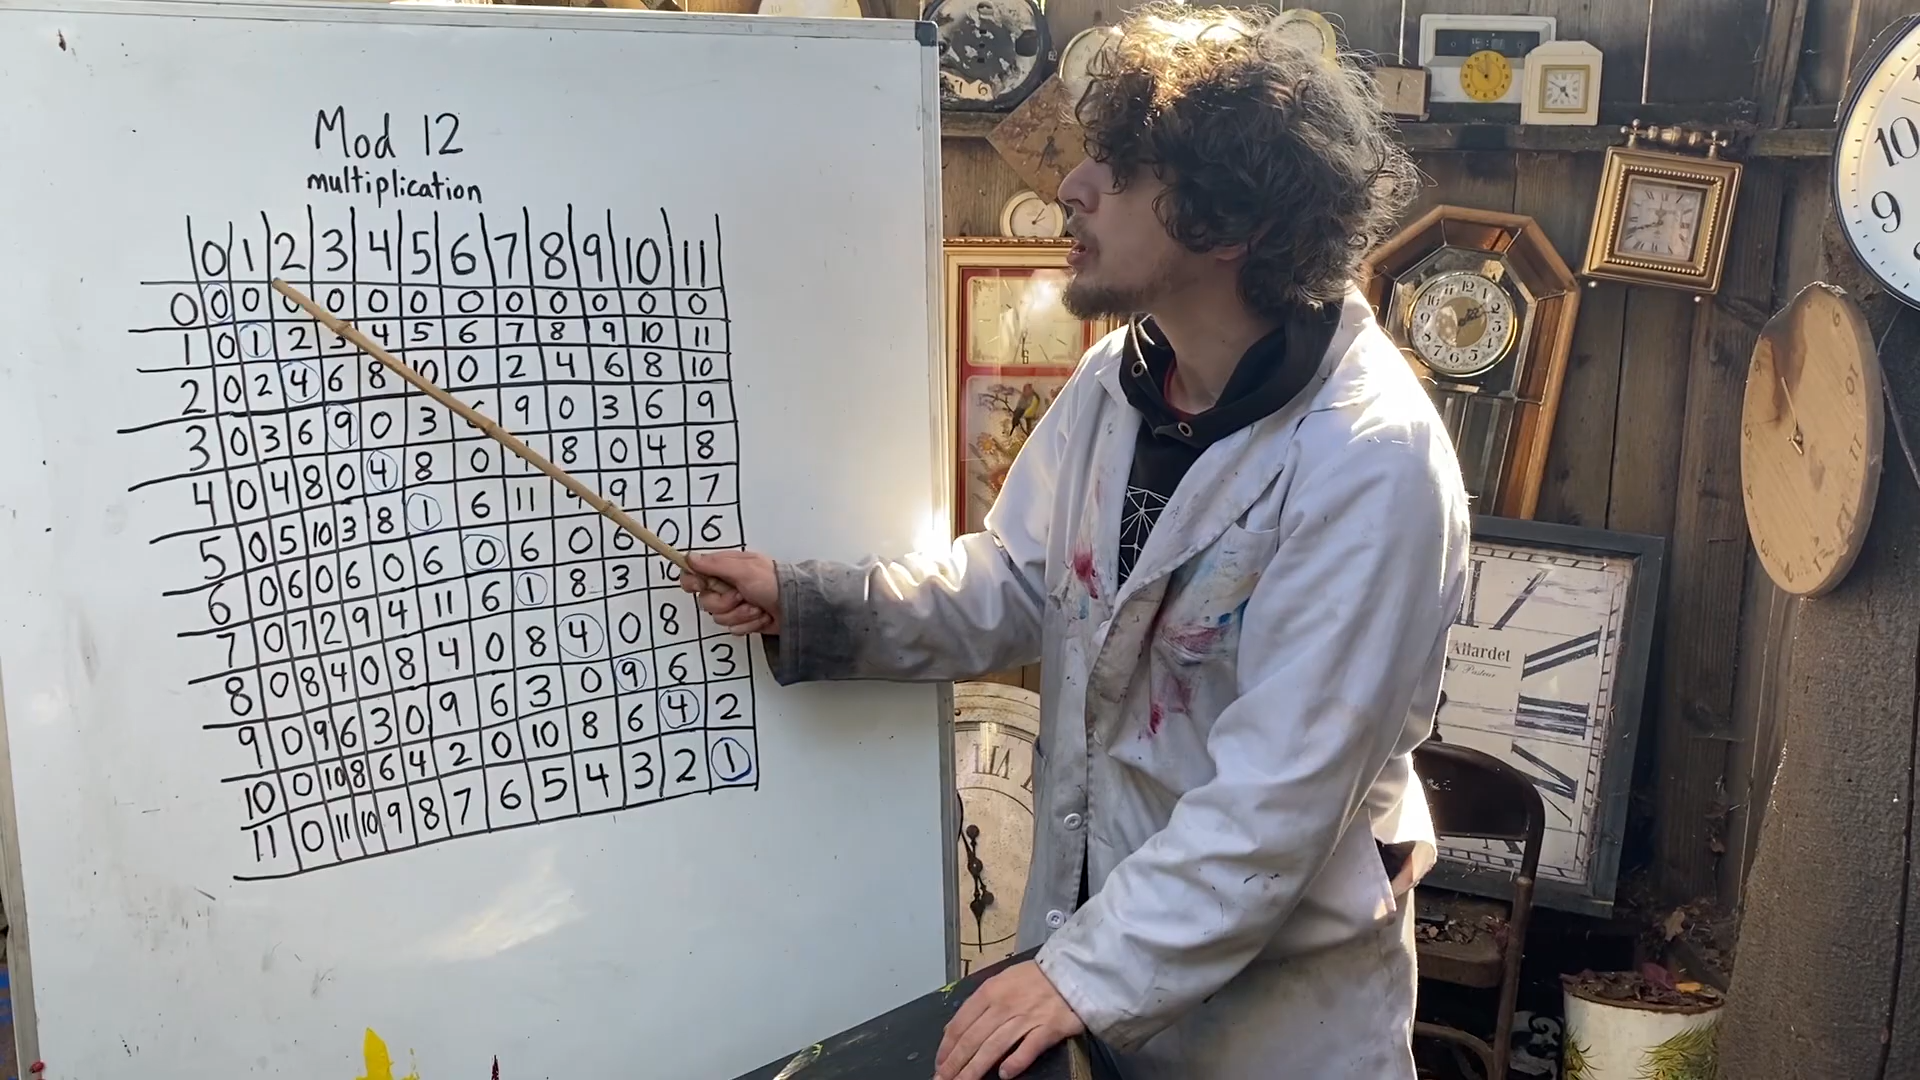 Mod 12
multiplication
0 1 2 3 4 5 6 7 8 9 10 11
0 0 0 0 0 0 0 0 0 0 0 0 0
1 0 1 2 3 4 5 6 7 8 9 10 11
2 0 2 4 6 8 10 0 2 4 6 8 10
3 0 3 6 9 0 3 6 9 0 3 6 9
4 0 4 8 0 4 8 0 4 8 0 4 8
5 0 5 10 3 8 1 6 11 4 9 2 7
6 0 6 0 6 0 6 0 6 0 6 0 6
7 0 7 2 9 4 11 6 1 8 3 10
8 0 8 4 0 8 4 0 8 4 0 8
9 0 9 6 3 0 9 6 3 0 9 6 3
10 0 10 8 6 4 2 0 10 8 6 4 2
11 0 11 10 9 8 7 6 5 4 3 2 1
10
9
Allardet